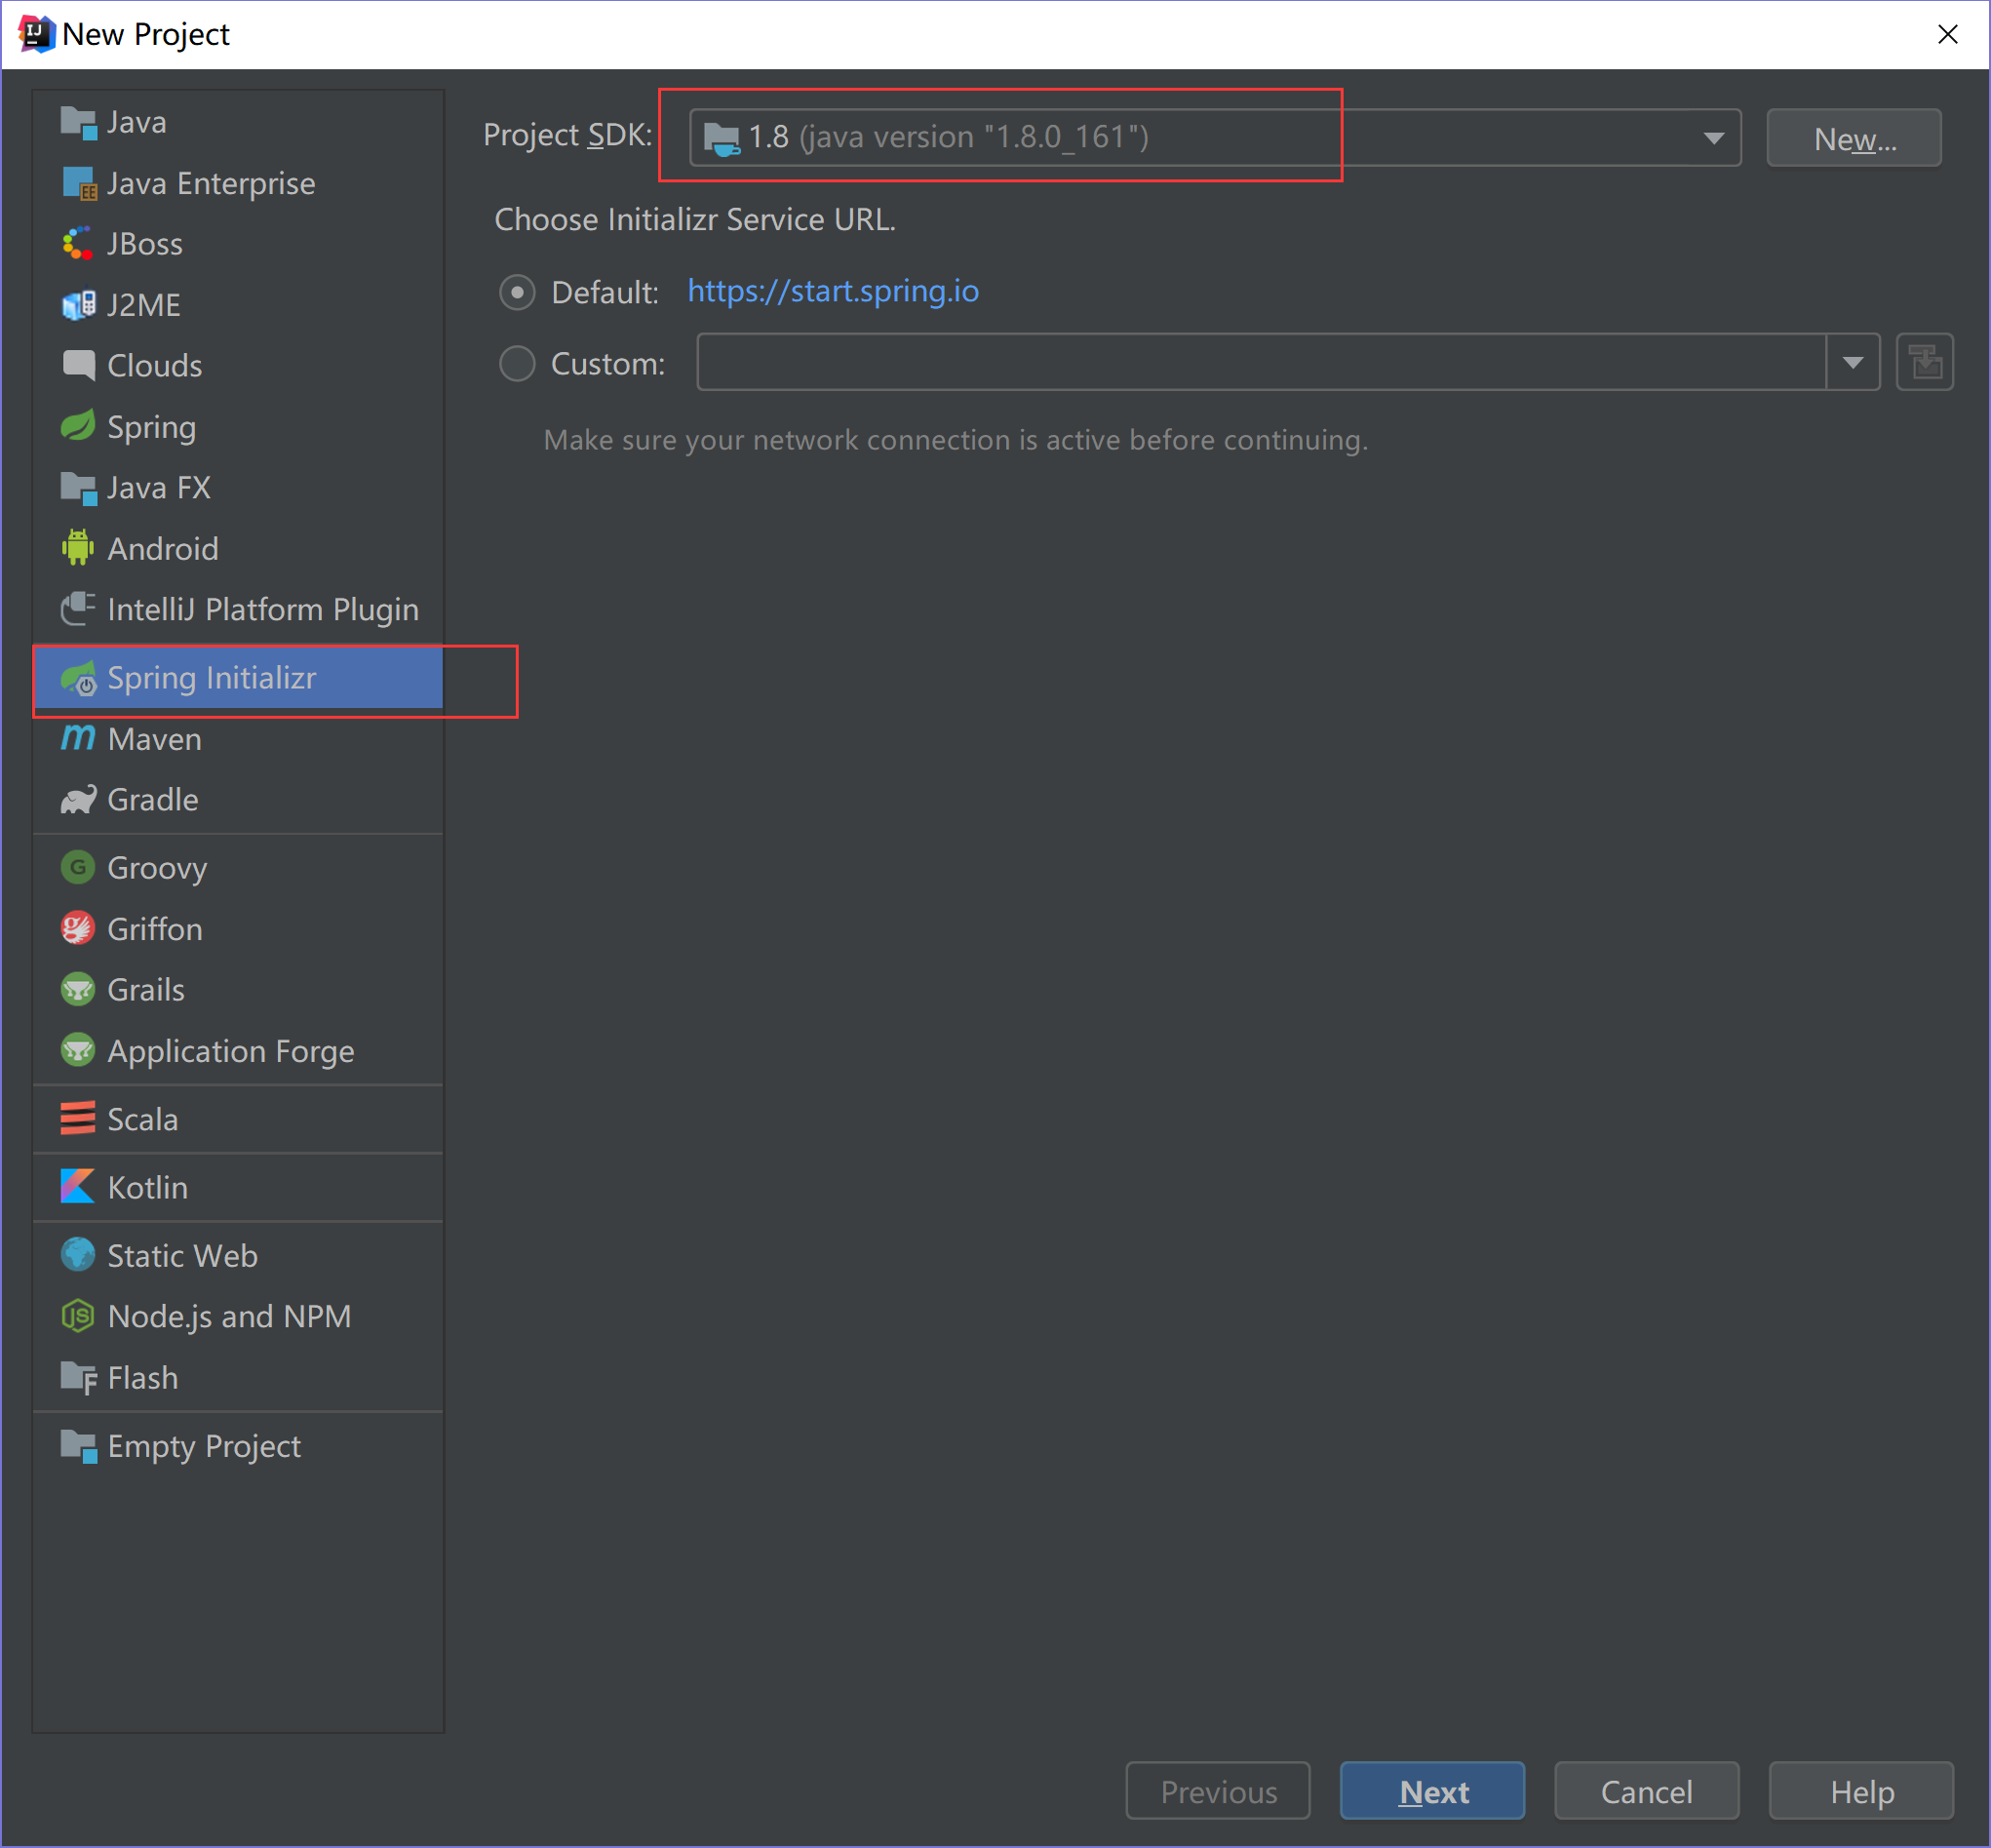 New Project
Java
Java Enterprise
JBoss
J2ME
Clouds
Spring
Java FX
Android
IntelliJ Platform Plugin
Spring Initializr
Maven
Gradle
Groovy
Griffon
Grails
Application Forge
Scala
Kotlin
Static Web
Node.js and NPM
Flash
Empty Project
Project SDK: 1.8 (java version "1.8.0_161") New...
Choose Initializr Service URL.
Default: https://start.spring.io
Custom:
Make sure your network connection is active before continuing.
Previous Next Cancel Help